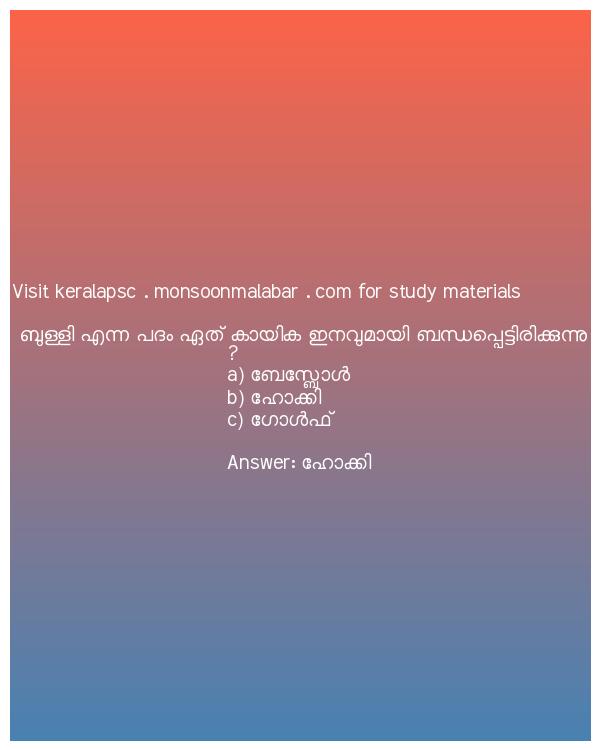 Visit keralapsc . monsoonmalabar . com for study materials
ബുള്ളി എന്ന പദം ഏത് കായിക ഇനവുമായി ബന്ധപ്പെട്ടിരിക്കുന്നു
?
a) ബേസ്ബോൾ
b) ഹോക്കി
c) ഗോൾഫ്
Answer: ഹോക്കി